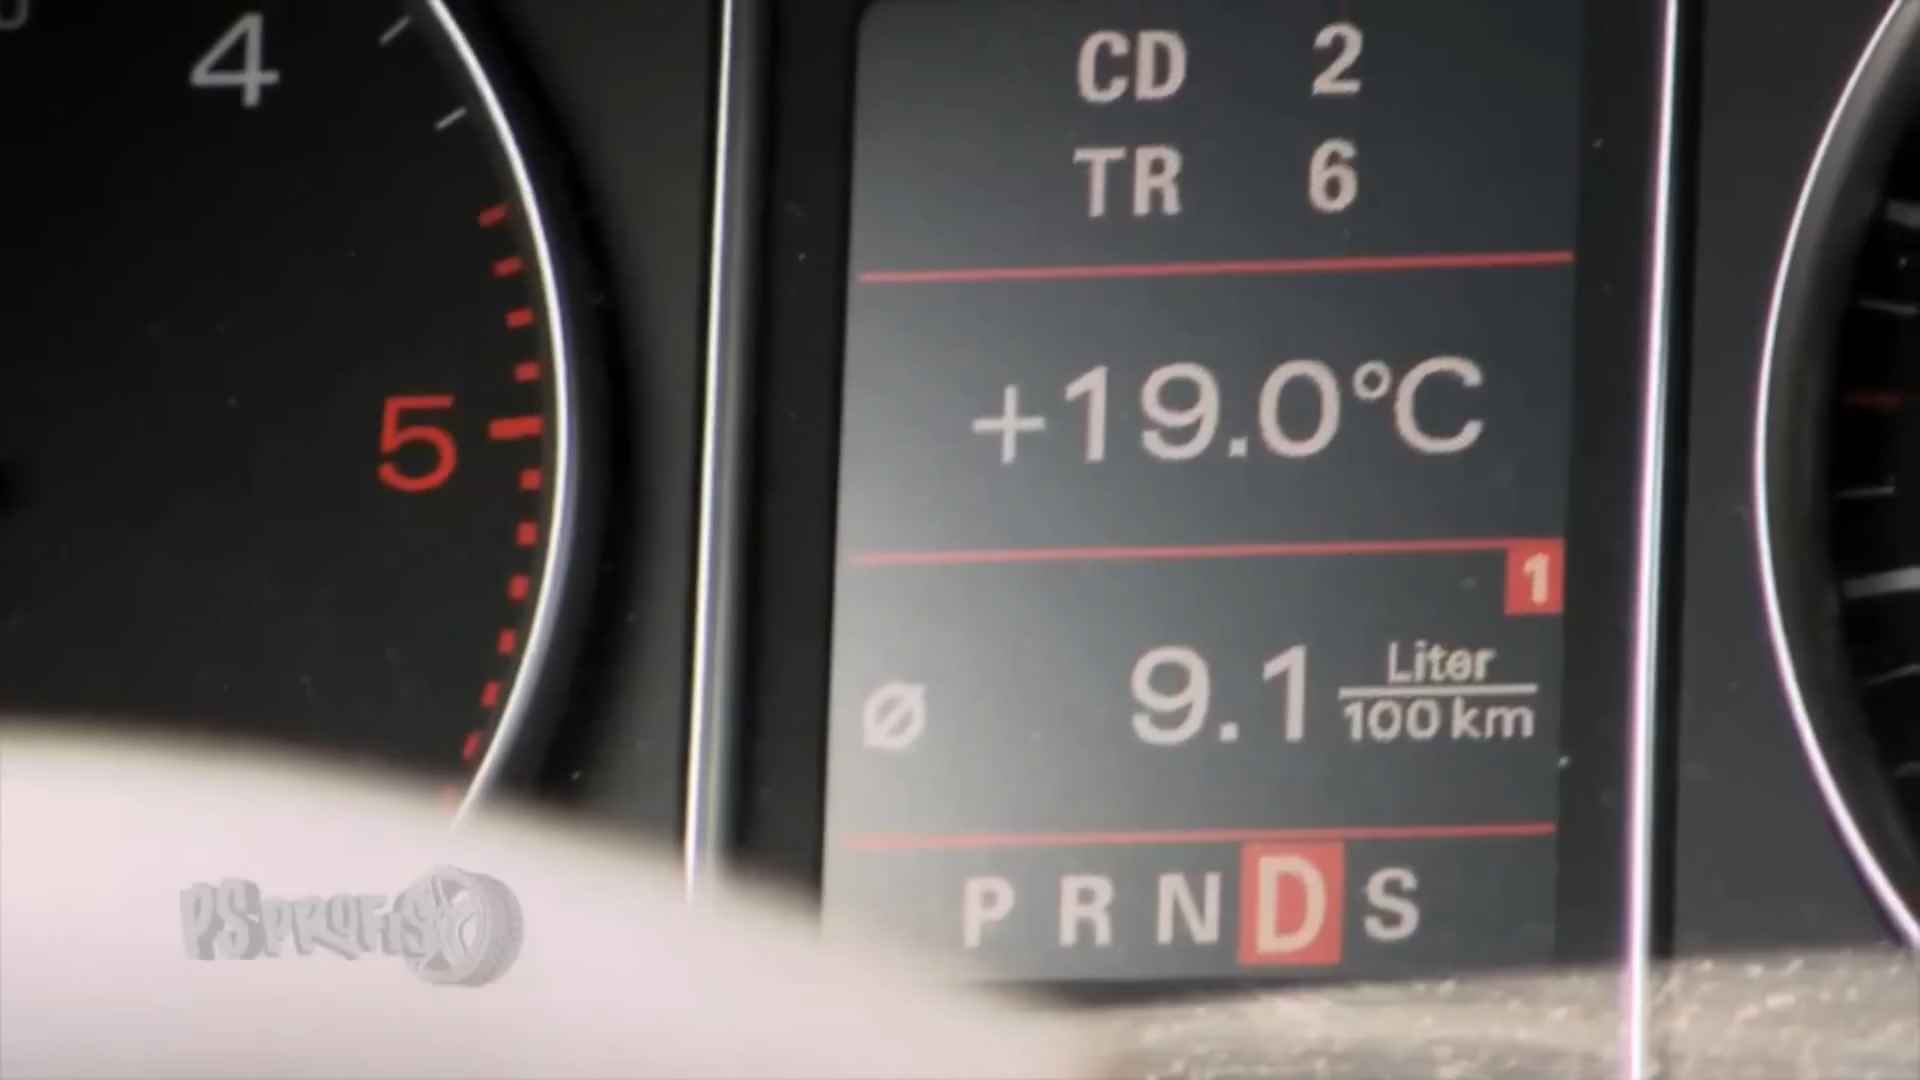 4
5
CD 2
TR 6
+19.0°C
1
Ø 9.1 Liter
100 km
P R N D S
PS PROFIS